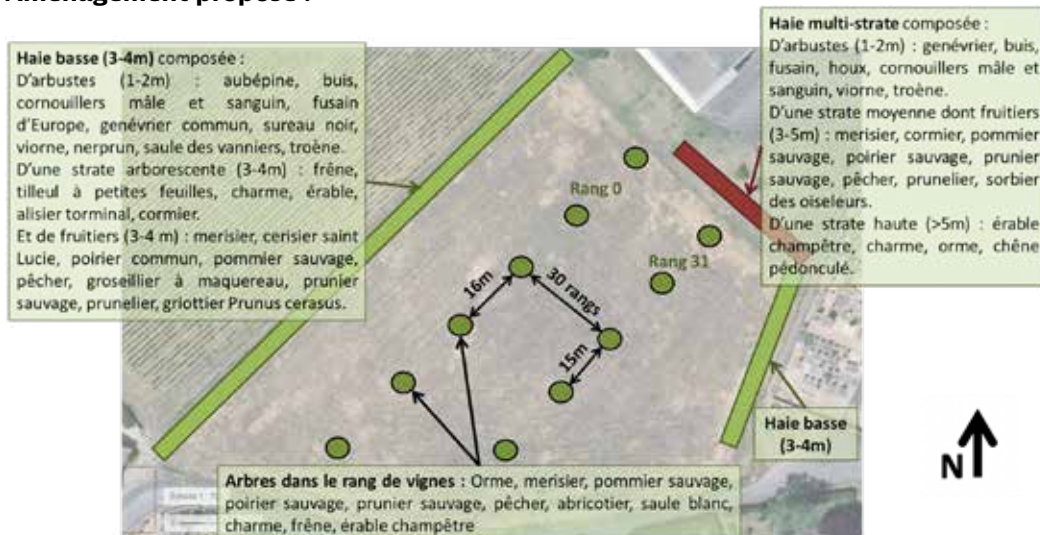 Aménagement proposé :
Haie basse (3-4m) composée :
D'arbustes (1-2m) : aubépine, buis,
cornouillers mâle et sanguin, fusain
d'Europe, genévrier commun, sureau noir,
viorne, nerprun, saule des vanniers, troène.
D'une strate arborescente (3-4m) : frêne,
tilleul à petites feuilles, charme, érable,
alisier torminal, cormier.
Et de fruitiers (3-4 m) : merisier, cerisier saint
Lucie, poirier commun, pommier sauvage,
pêcher, groseillier à maquereau, prunier
sauvage, prunelier, griottier Prunus cerasus.
Haie multi-strate composée :
D'arbustes (1-2m) : genévrier, buis,
fusain, houx, cornouillers mâle et
sanguin, viorne, troène.
D'une strate moyenne dont fruitiers
(3-5m) : merisier, cormier, pommier
sauvage, poirier sauvage, prunier
sauvage, pêcher, prunelier, sorbier
des oiseleurs.
D'une strate haute (>5m) : érable
champêtre, charme, orme, chêne
pédonculé.
Rang 0
Rang 31
16m
30 rangs
15m
Haie basse
(3-4m)
N
Arbres dans le rang de vignes : Orme, merisier, pommier sauvage,
poirier sauvage, prunier sauvage, pêcher, abricotier, saule blanc,
charme, frêne, érable champêtre